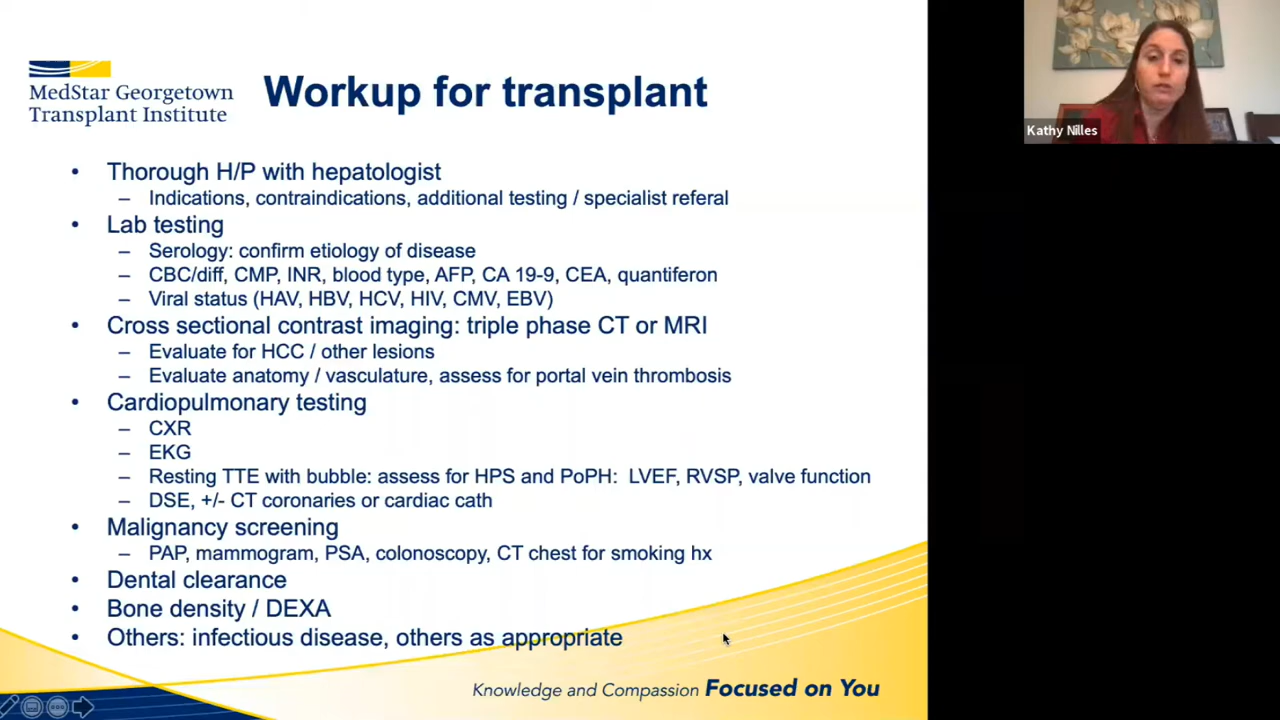 MedStar Georgetown
Transplant Institute
Workup for transplant
• Thorough H/P with hepatologist
– Indications, contraindications, additional testing / specialist referal
• Lab testing
– Serology: confirm etiology of disease
– CBC/diff, CMP, INR, blood type, AFP, CA 19-9, CEA, quantiferon
– Viral status (HAV, HBV, HCV, HIV, CMV, EBV)
• Cross sectional contrast imaging: triple phase CT or MRI
– Evaluate for HCC / other lesions
– Evaluate anatomy / vasculature, assess for portal vein thrombosis
• Cardiopulmonary testing
– CXR
– EKG
– Resting TTE with bubble: assess for HPS and PoPH: LVEF, RVSP, valve function
– DSE, +/- CT coronaries or cardiac cath
• Malignancy screening
– PAP, mammogram, PSA, colonoscopy, CT chest for smoking hx
• Dental clearance
• Bone density / DEXA
• Others: infectious disease, others as appropriate
Knowledge and Compassion Focused on You
Kathy Nilles